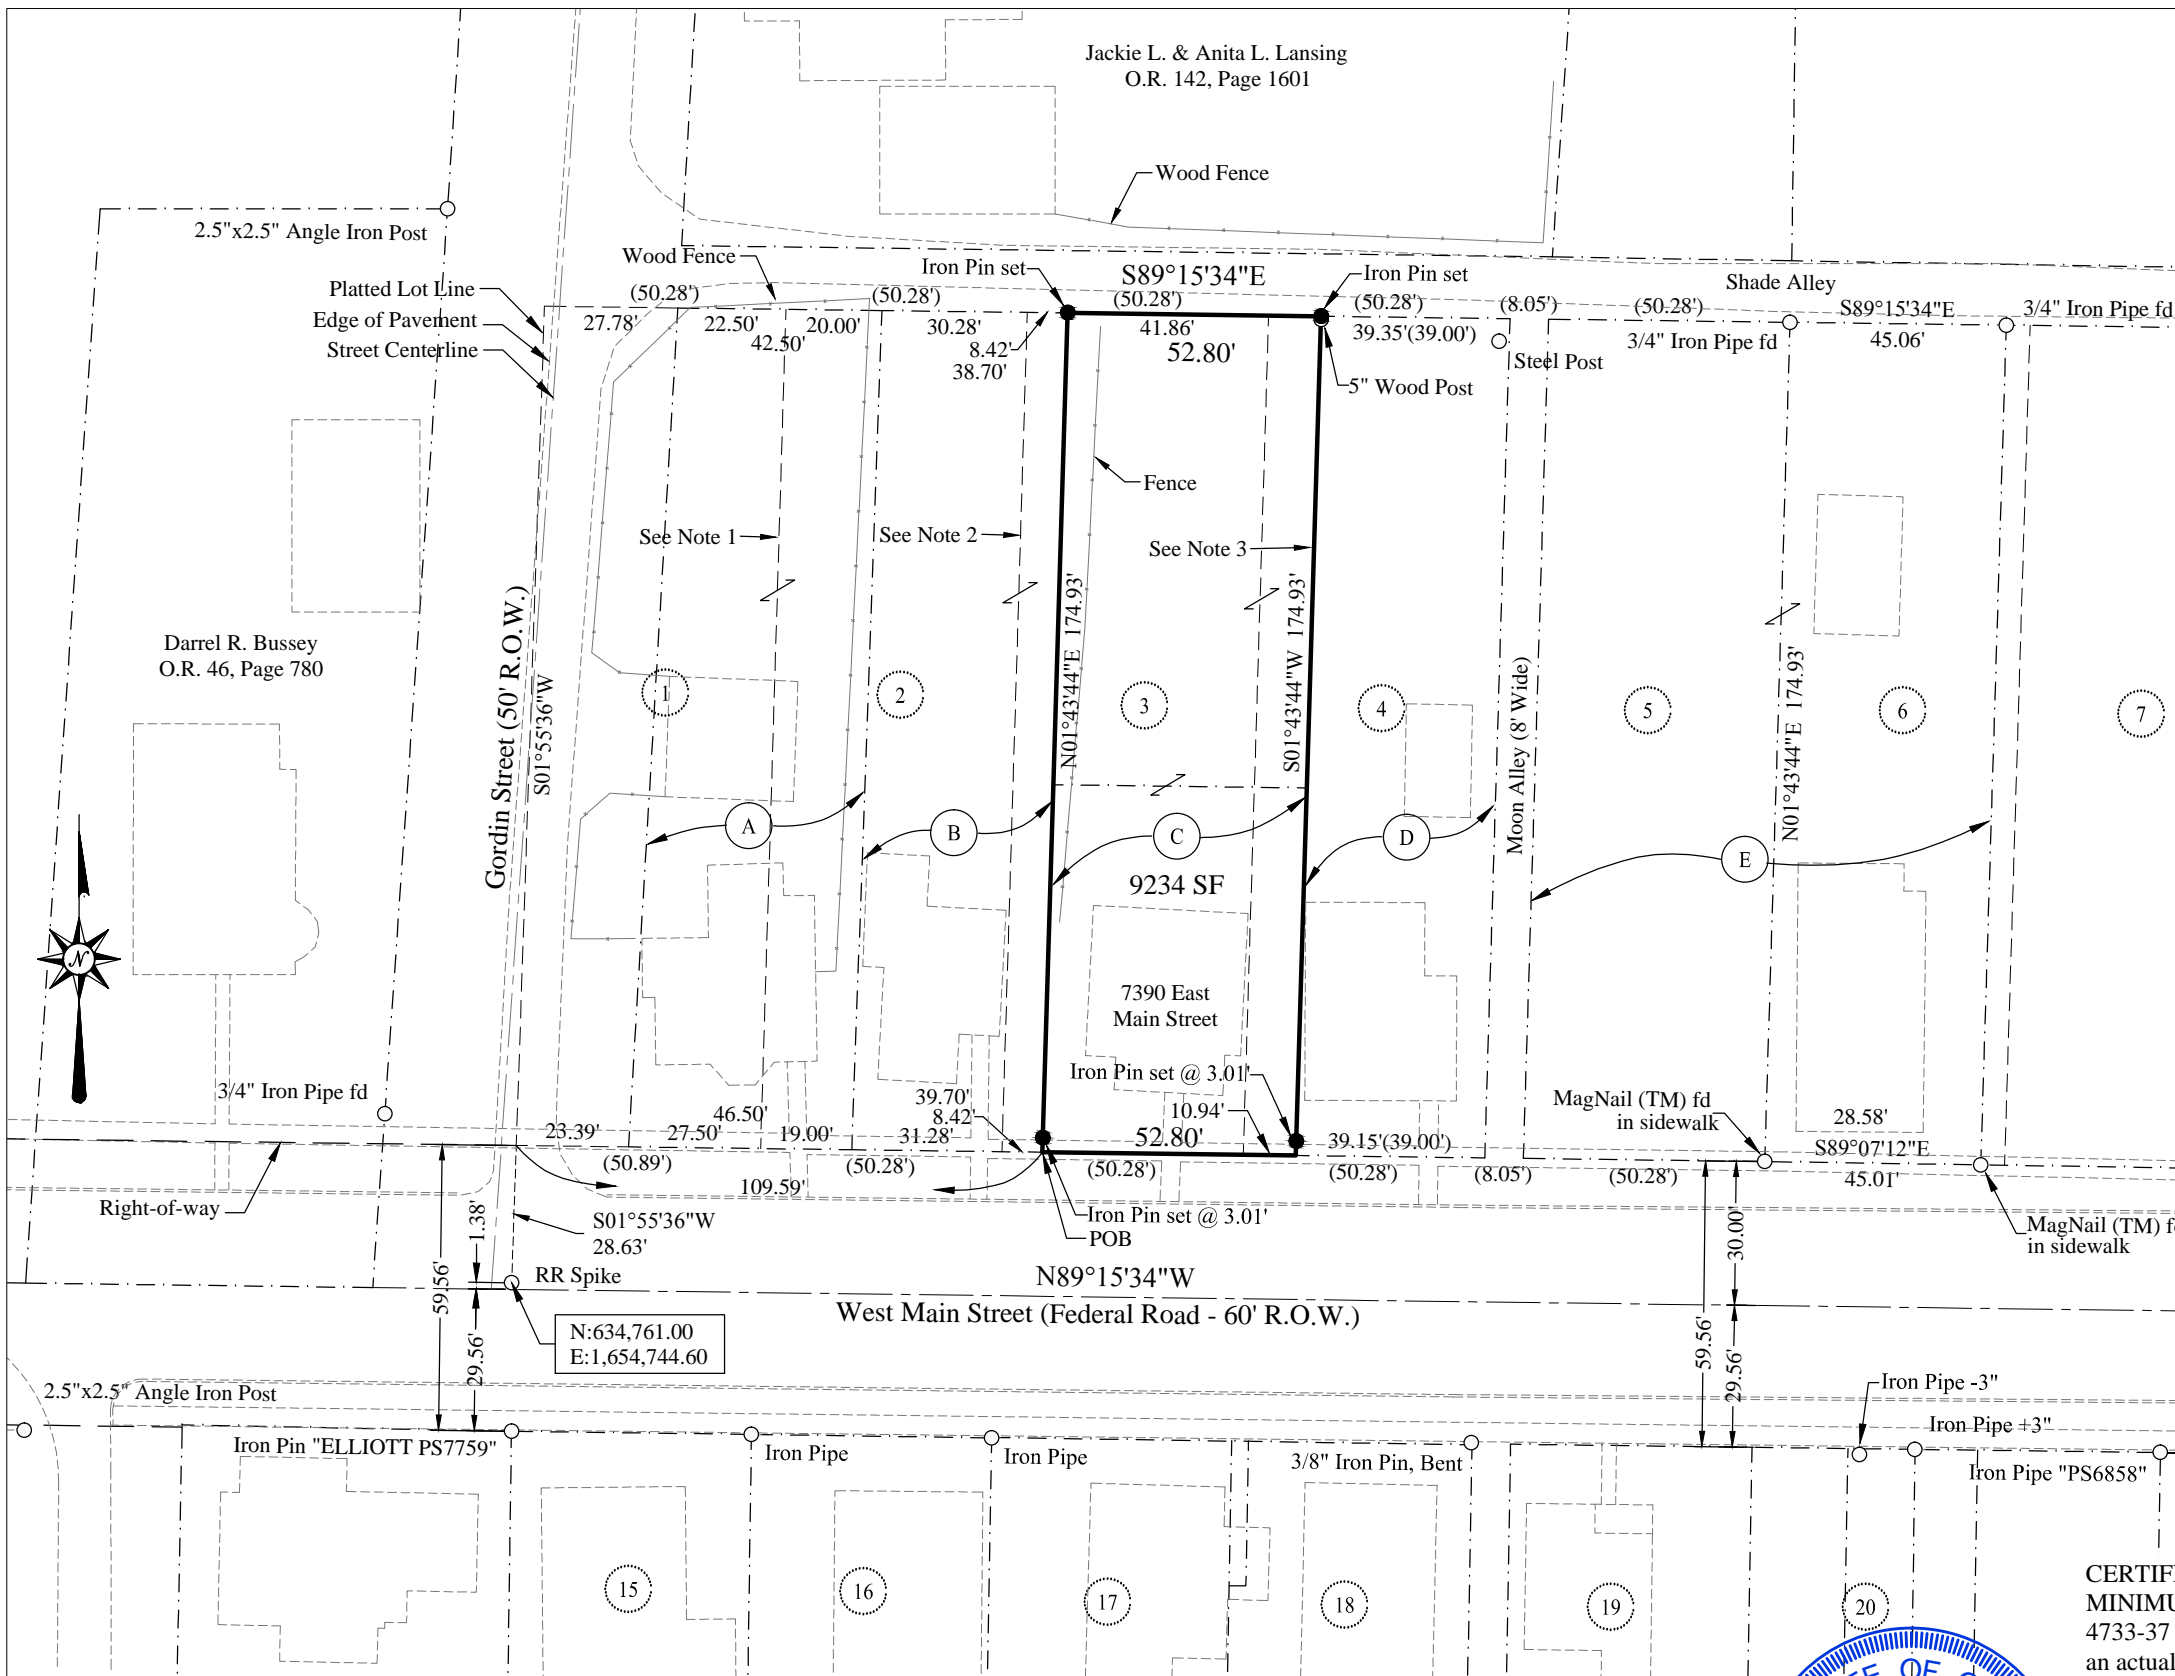 Jackie L. & Anita L. Lansing
O.R. 142, Page 1601
Wood Fence
2.5"x2.5" Angle Iron Post
Wood Fence
Iron Pin set
S89°15'34"E
Iron Pin set
Shade Alley
Platted Lot Line
Edge of Pavement
Street Centerline
(50.28')
(50.28')
(50.28')
(50.28')
(8.05')
(50.28')
S89°15'34"E
3/4" Iron Pipe fd
27.78'
22.50'
20.00'
30.28'
41.86'
39.35'(39.00')
3/4" Iron Pipe fd
45.06'
42.50'
8.42'
38.70'
52.80'
Steel Post
5" Wood Post
Fence
See Note 1
See Note 2
See Note 3
Darrel R. Bussey
O.R. 46, Page 780
Gordin Street (50' R.O.W.)
S01°55'36"W
N01°43'44"E 174.93'
S01°43'44"W 174.93'
Moon Alley (8' Wide)
N01°43'44"E 174.93'
1
2
3
4
5
6
7
A
B
C
D
E
9234 SF
N
7390 East
Main Street
3/4" Iron Pipe fd
Iron Pin set @ 3.01'
39.70'
8.42'
10.94'
MagNail (TM) fd
in sidewalk
28.58'
46.50'
23.39'
27.50'
19.00'
31.28'
52.80'
39.15'(39.00')
S89°07'12"E
(50.89')
(50.28')
(50.28')
(50.28')
(8.05')
(50.28')
45.01'
109.59'
Right-of-way
S01°55'36"W
28.63'
Iron Pin set @ 3.01'
POB
MagNail (TM) f
in sidewalk
1.38'
59.56'
29.56'
30.00'
59.56'
29.56'
RR Spike
N89°15'34"W
West Main Street (Federal Road - 60' R.O.W.)
N:634,761.00
E:1,654,744.60
2.5"x2.5" Angle Iron Post
Iron Pipe -3"
Iron Pipe +3"
Iron Pin "ELLIOTT PS7759"
Iron Pipe
Iron Pipe
3/8" Iron Pin, Bent
Iron Pipe "PS6858"
15
16
17
18
19
20
CERTIF
MINIMU
4733-37
an actual
OF